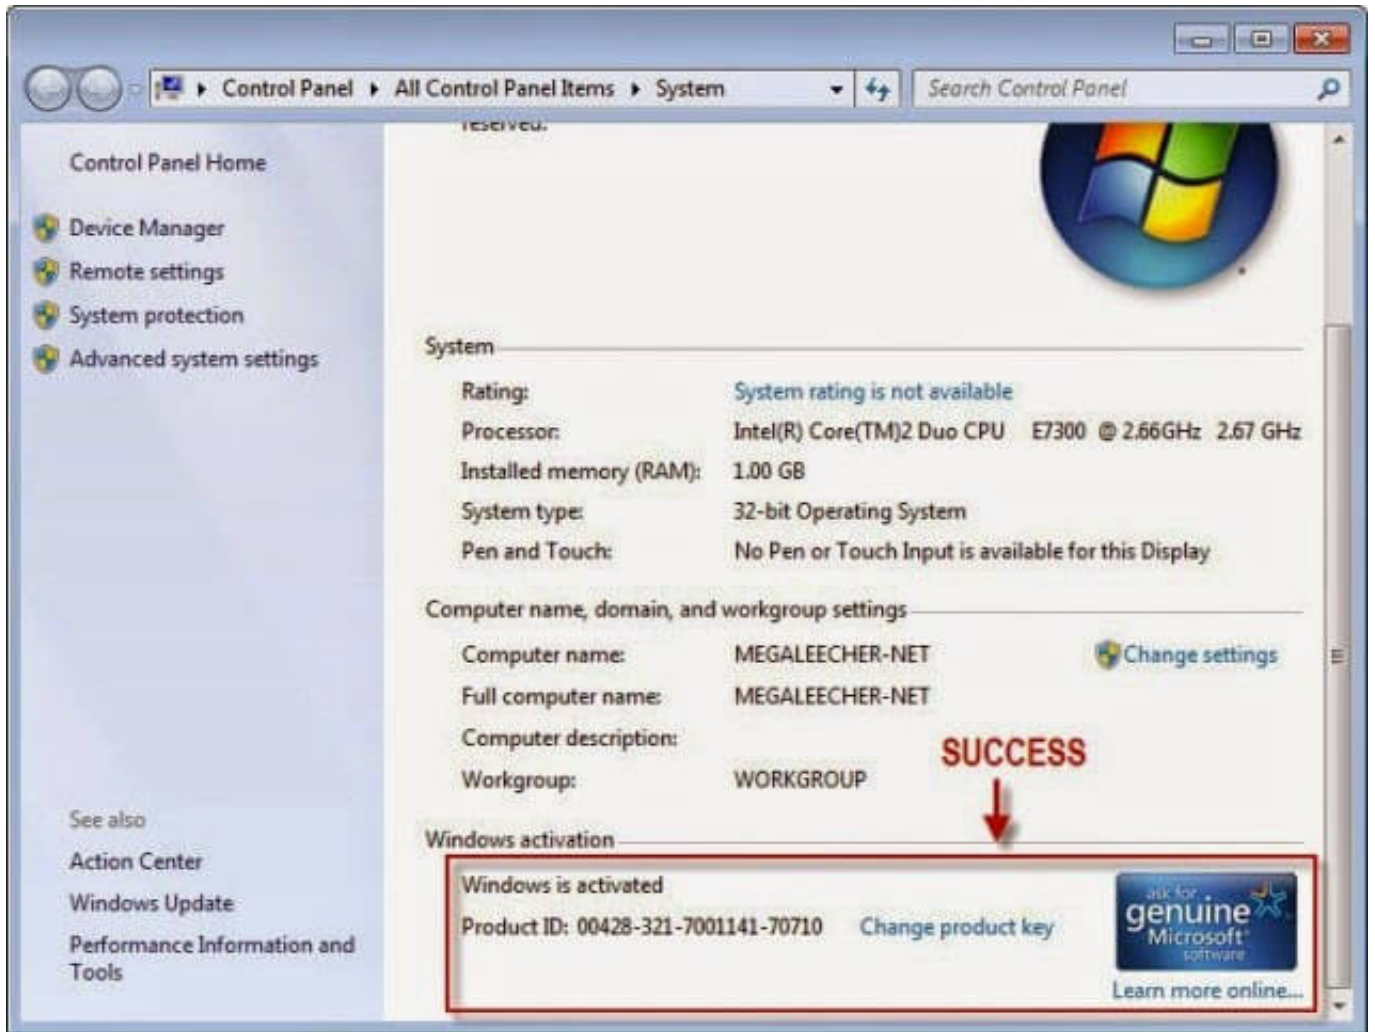 Control Panel ▸ All Control Panel Items ▸ System
Search Control Panel
reserved.
Control Panel Home
Device Manager
Remote settings
System protection
Advanced system settings
System
Rating: System rating is not available
Processor: Intel(R) Core(TM)2 Duo CPU E7300 @ 2.66GHz 2.67 GHz
Installed memory (RAM): 1.00 GB
System type: 32-bit Operating System
Pen and Touch: No Pen or Touch Input is available for this Display
Computer name, domain, and workgroup settings
Computer name: MEGALEECHER-NET
Change settings
Full computer name: MEGALEECHER-NET
Computer description:
Workgroup: WORKGROUP
SUCCESS
See also
Action Center
Windows Update
Performance Information and
Tools
Windows activation
Windows is activated
Product ID: 00428-321-7001141-70710 Change product key
ask for
genuine
Microsoft
software
Learn more online...